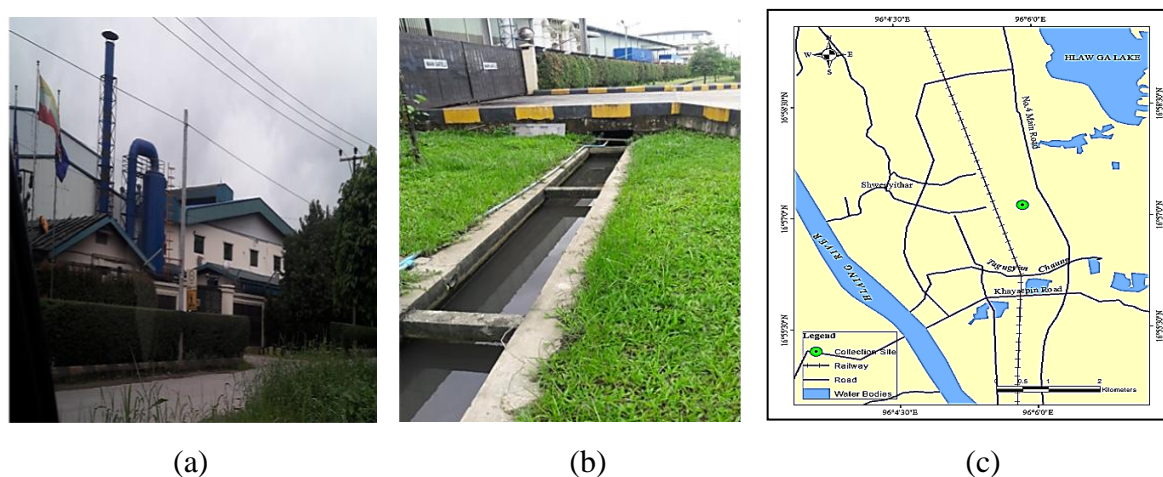 96°4'30"E
96°6'0"E
N
W E
S
HLAW GA LAKE
16°58'30"N
16°58'30"N
No.4 Main Road
Shwepyithar
16°57'0"N
16°57'0"N
HLAING RIVER
Chaung
Khayatpin Road
16°55'30"N
16°55'30"N
Legend
Collection Site
Railway
Road
Water Bodies
0 0.5 1 2
Kilometers
96°4'30"E
96°6'0"E
(a)
(b)
(c)